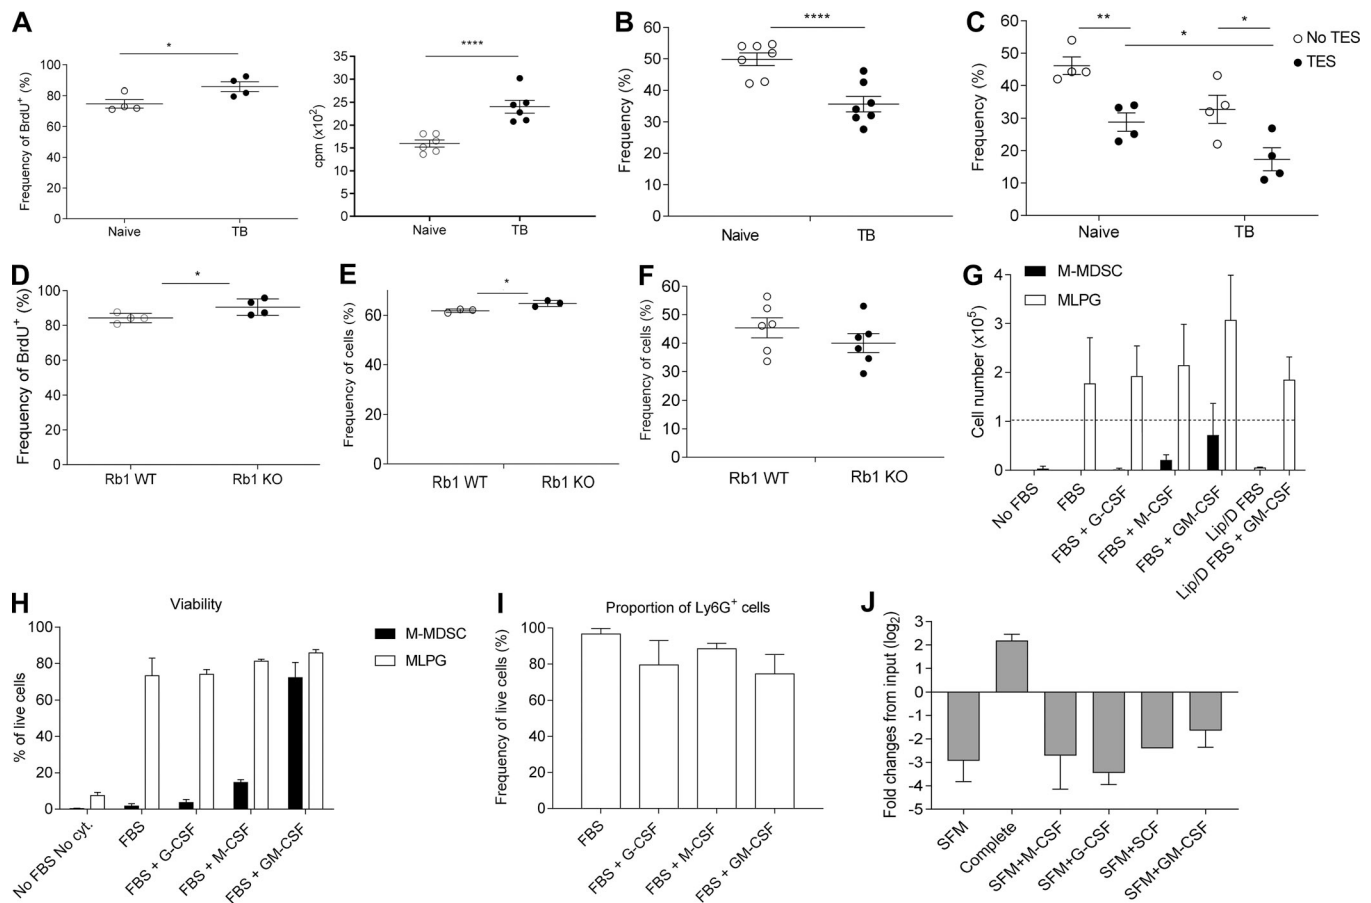 A
Frequency of BrdU+ (%)
100
80
60
40
20
0
*
Naive
TB
cpm (x10^2)
35
30
25
20
15
10
5
0
****
Naive
TB
B
Frequency (%)
60
50
40
30
20
10
0
****
Naive
TB
C
Frequency (%)
60
50
40
30
20
10
0
**
*
*
No TES
TES
Naive
TB
D
Frequency of BrdU+ (%)
100
80
60
40
20
0
*
Rb1 WT
Rb1 KO
E
Frequency of cells (%)
60
40
20
0
*
Rb1 WT
Rb1 KO
F
Frequency of cells (%)
60
50
40
30
20
10
0
Rb1 WT
Rb1 KO
G
M-MDSC
MLPG
Cell number (x10^5)
4
3
2
1
0
No FBS
FBS
FBS + G-CSF
FBS + M-CSF
FBS + GM-CSF
Lip/D FBS
Lip/D FBS + GM-CSF
H
Viability
% of live cells
100
80
60
40
20
0
M-MDSC
MLPG
No FBS No cyt.
FBS
FBS + G-CSF
FBS + M-CSF
FBS + GM-CSF
I
Proportion of Ly6G+ cells
Frequency of live cells (%)
100
80
60
40
20
0
FBS
FBS + G-CSF
FBS + M-CSF
FBS + GM-CSF
J
Fold changes from input (log2)
3
2
1
0
-1
-2
-3
-4
-5
SFM
Complete
SFM+M-CSF
SFM+G-CSF
SFM+SCF
SFM+GM-CSF